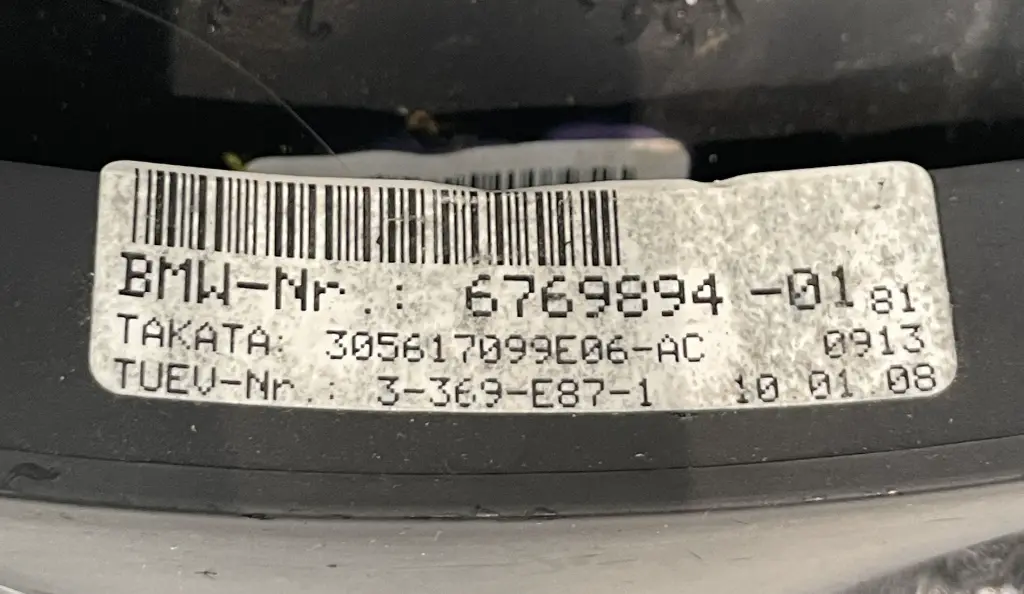 BMW-Nr.: 6769894-01 81
TAKATA: 305617099E06-AC 0913
TUEV-Nr.: 3-369-E87-1 10.01.08